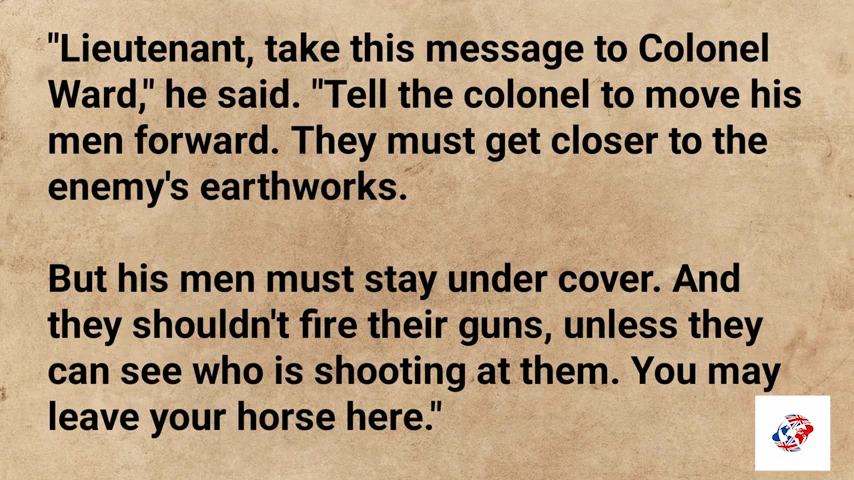 "Lieutenant, take this message to Colonel
Ward," he said. "Tell the colonel to move his
men forward. They must get closer to the
enemy's earthworks.
But his men must stay under cover. And
they shouldn't fire their guns, unless they
can see who is shooting at them. You may
leave your horse here."